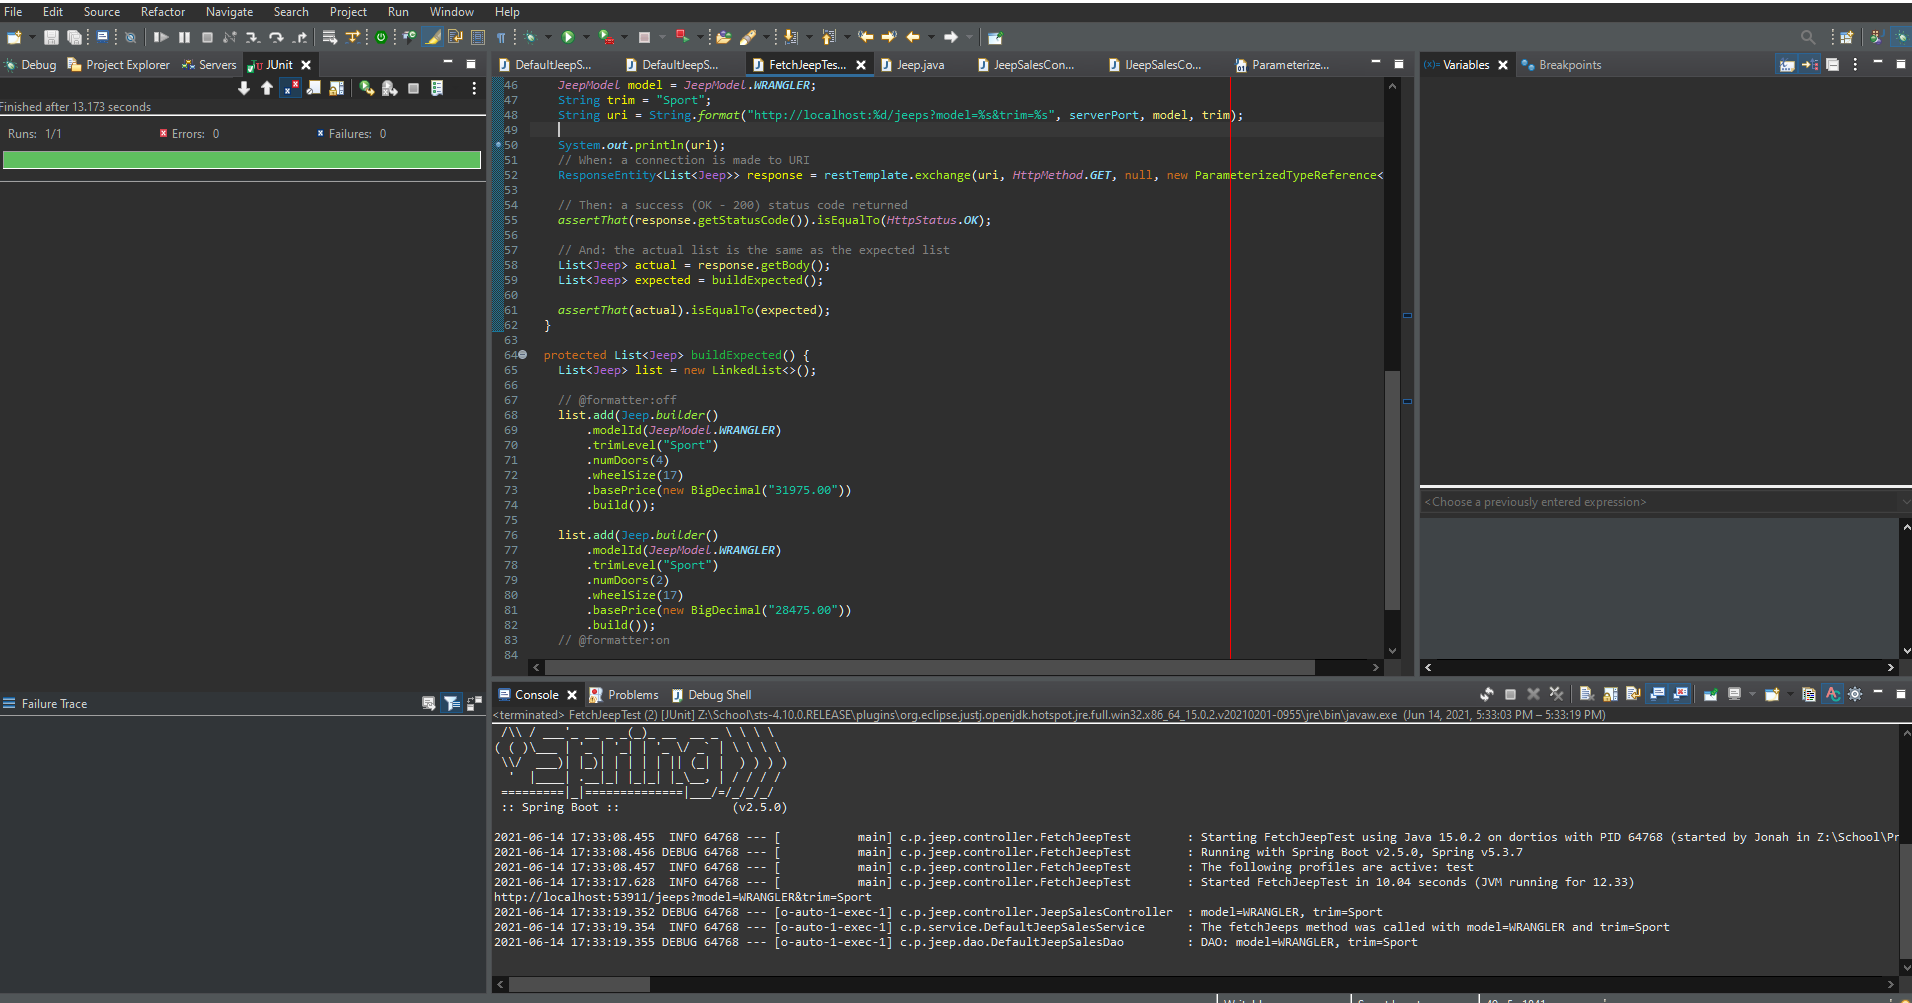 File Edit Source Refactor Navigate Search Project Run Window Help
Debug Project Explorer Servers JUnit
Finished after 13.173 seconds
Runs: 1/1 Errors: 0 Failures: 0
Failure Trace
DefaultJeepS... DefaultJeepS... FetchJeepTes... Jeep.java JeepSalesCon... IJeepSalesCo... Parameterize...
46 JeepModel model = JeepModel.WRANGLER;
47 String trim = "Sport";
48 String uri = String.format("http://localhost:%d/jeeps?model=%s&trim=%s", serverPort, model, trim);
49
50 System.out.println(uri);
51 // When: a connection is made to URI
52 ResponseEntity<List<Jeep>> response = restTemplate.exchange(uri, HttpMethod.GET, null, new ParameterizedTypeReference<
53
54 // Then: a success (OK - 200) status code returned
55 assertThat(response.getStatusCode()).isEqualTo(HttpStatus.OK);
56
57 // And: the actual list is the same as the expected list
58 List<Jeep> actual = response.getBody();
59 List<Jeep> expected = buildExpected();
60
61 assertThat(actual).isEqualTo(expected);
62 }
63
64 protected List<Jeep> buildExpected() {
65 List<Jeep> list = new LinkedList<>();
66
67 // @formatter:off
68 list.add(Jeep.builder()
69 .modelId(JeepModel.WRANGLER)
70 .trimLevel("Sport")
71 .numDoors(4)
72 .wheelSize(17)
73 .basePrice(new BigDecimal("31975.00"))
74 .build());
75
76 list.add(Jeep.builder()
77 .modelId(JeepModel.WRANGLER)
78 .trimLevel("Sport")
79 .numDoors(2)
80 .wheelSize(17)
81 .basePrice(new BigDecimal("28475.00"))
82 .build());
83 // @formatter:on
84
Variables Breakpoints
<Choose a previously entered expression>
Console Problems Debug Shell
<terminated> FetchJeepTest (2) [JUnit] Z:\School\sts-4.10.0.RELEASE\plugins\org.eclipse.justj.openjdk.hotspot.jre.full.win32.x86_64_15.0.2.v20210201-0955\jre\bin\javaw.exe (Jun 14, 2021, 5:33:03 PM – 5:33:19 PM)
:: Spring Boot :: (v2.5.0)
2021-06-14 17:33:08.455 INFO 64768 --- [ main] c.p.jeep.controller.FetchJeepTest : Starting FetchJeepTest using Java 15.0.2 on dortios with PID 64768 (started by Jonah in Z:\School\Pr
2021-06-14 17:33:08.456 DEBUG 64768 --- [ main] c.p.jeep.controller.FetchJeepTest : Running with Spring Boot v2.5.0, Spring v5.3.7
2021-06-14 17:33:08.457 INFO 64768 --- [ main] c.p.jeep.controller.FetchJeepTest : The following profiles are active: test
2021-06-14 17:33:17.628 INFO 64768 --- [ main] c.p.jeep.controller.FetchJeepTest : Started FetchJeepTest in 10.04 seconds (JVM running for 12.33)
http://localhost:53911/jeeps?model=WRANGLER&trim=Sport
2021-06-14 17:33:19.352 DEBUG 64768 --- [o-auto-1-exec-1] c.p.jeep.controller.JeepSalesController : model=WRANGLER, trim=Sport
2021-06-14 17:33:19.354 INFO 64768 --- [o-auto-1-exec-1] c.p.service.DefaultJeepSalesService : The fetchJeeps method was called with model=WRANGLER and trim=Sport
2021-06-14 17:33:19.355 DEBUG 64768 --- [o-auto-1-exec-1] c.p.jeep.dao.DefaultJeepSalesDao : DAO: model=WRANGLER, trim=Sport